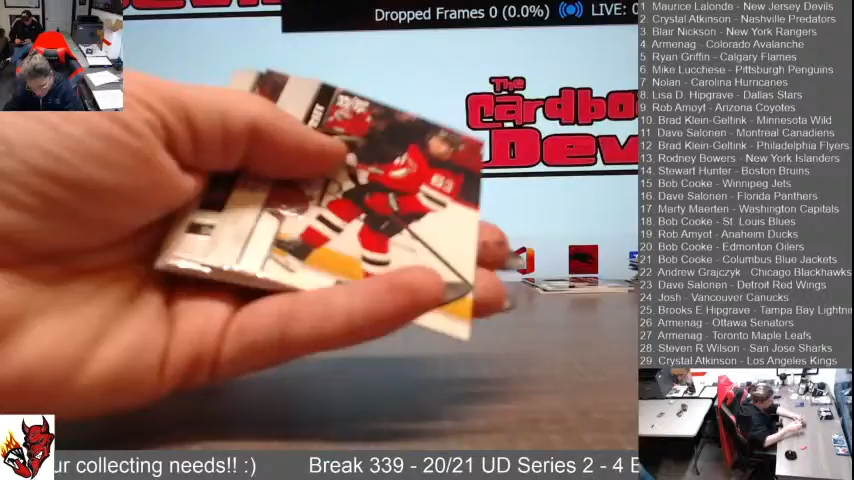 Dropped Frames 0 (0.0%) LIVE: 0
The
Cardbo
Dev
1 Maurice Lalonde - New Jersey Devils
2 Crystal Atkinson - Nashville Predators
3 Blair Nickson - New York Rangers
4 Armenag - Colorado Avalanche
5 Ryan Griffin - Calgary Flames
6 Mike Lucchese - Pittsburgh Penguins
7 Nolan - Carolina Hurricanes
8 Lisa D. Hipgrave - Dallas Stars
9 Rob Amoyt - Arizona Coyotes
10. Brad Klein-Geltink - Minnesota Wild
11 Dave Salonen - Montreal Canadiens
12 Brad Klein-Geltink - Philadelphia Flyers
13 Rodney Bowers - New York Islanders
14 Stewart Hunter - Boston Bruins
15 Bob Cooke - Winnipeg Jets
16 Dave Salonen - Florida Panthers
17 Marty Maerten - Washington Capitals
18 Bob Cooke - St. Louis Blues
19 Rob Amyot - Anaheim Ducks
20 Bob Cooke - Edmonton Oilers
21 Bob Cooke - Columbus Blue Jackets
22 Andrew Grajczyk - Chicago Blackhawks
23 Dave Salonen - Detroit Red Wings
24 Josh - Vancouver Canucks
25 Brooks E Hipgrave - Tampa Bay Lightnin
26 Armenag - Ottawa Senators
27 Armenag - Toronto Maple Leafs
28 Steven R Wilson - San Jose Sharks
29 Crystal Atkinson - Los Angeles Kings
ur collecting needs!! :) Break 339 - 20/21 UD Series 2 - 4 B